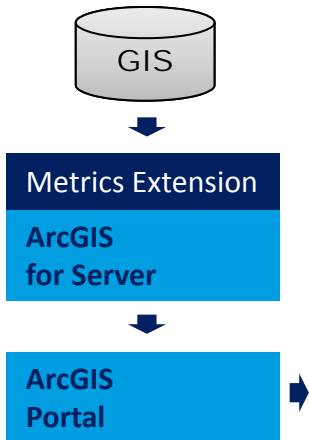 GIS
Metrics Extension
ArcGIS
for Server
ArcGIS
Portal